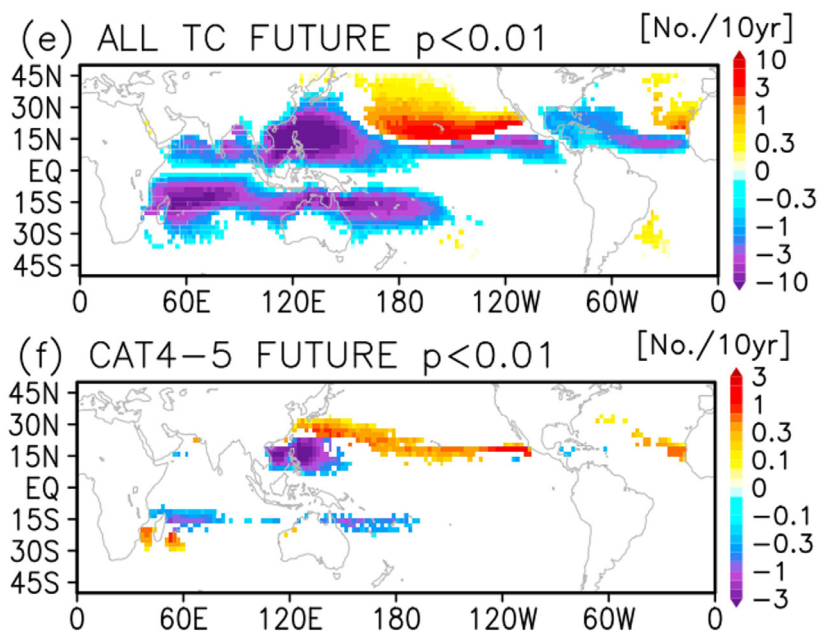 (e) ALL TC FUTURE p<0.01 [No./10yr]
45N
30N
15N
EQ
15S
30S
45S
0 60E 120E 180 120W 60W 0
10
3
1
0.3
0
-0.3
-1
-3
-10
(f) CAT4-5 FUTURE p<0.01 [No./10yr]
45N
30N
15N
EQ
15S
30S
45S
0 60E 120E 180 120W 60W 0
3
1
0.3
0.1
0
-0.1
-0.3
-1
-3